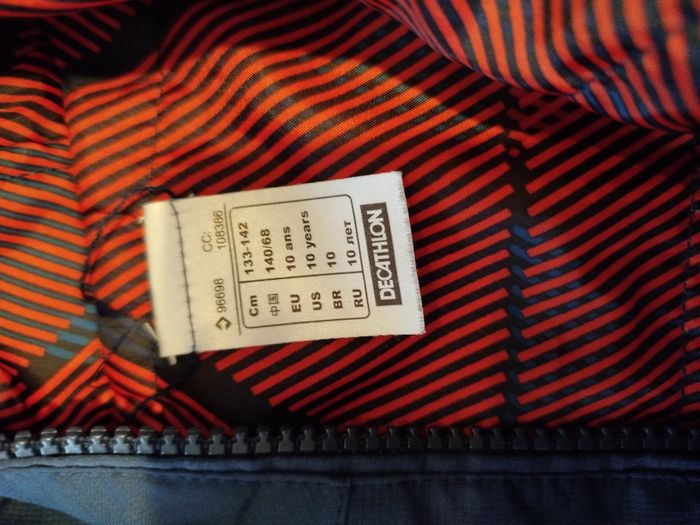 96698 CC:
108386
Cm 133-142
中国 140/68
EU 10 ans
US 10 years
BR 10
RU 10 лет
DECATHLON